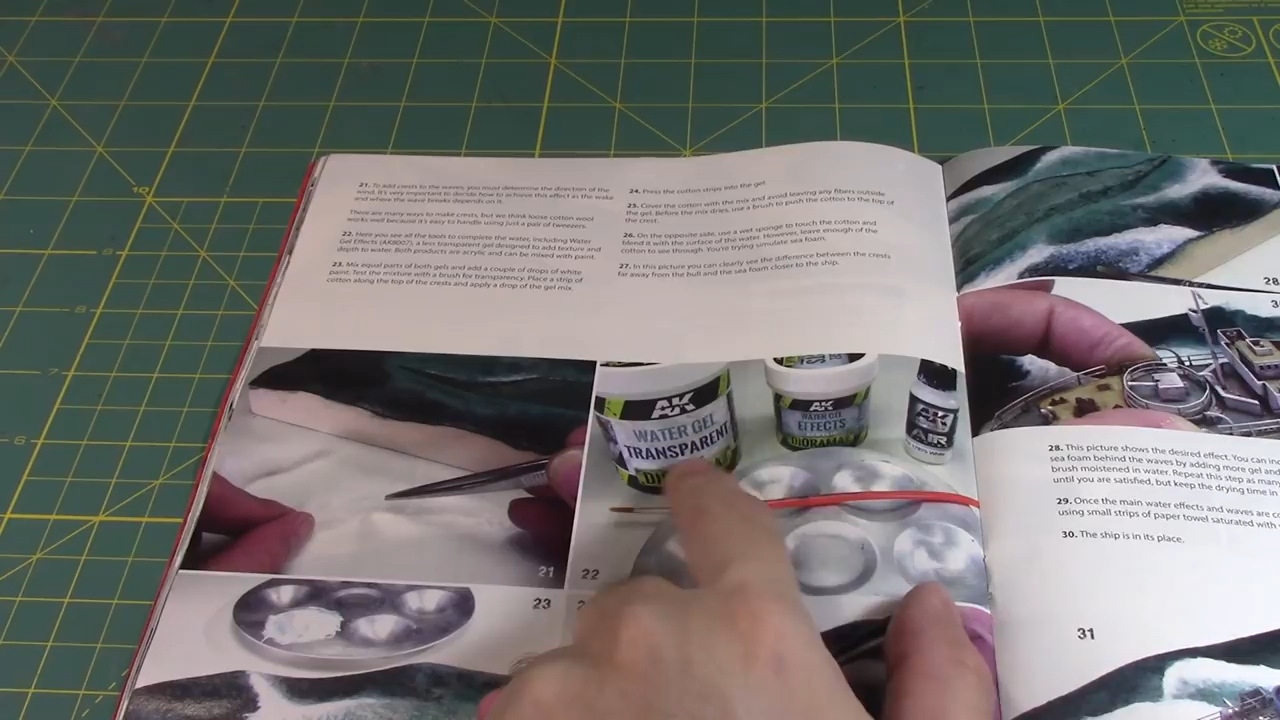 21. To add crests to the waves, you must determine the direction of the
wind. It's very important to decide how to achieve this effect as the wake
and where the wave breaks depends on it.
There are many ways to make crests, but we think loose cotton wool
works well because it's easy to handle using just a pair of tweezers.
22. Here you see all the tools to complete the water, including Water
Gel Effects (AK8007), a less transparent gel designed to add texture and
depth to water. Both products are acrylic and can be mixed with paint.
23. Mix equal parts of both gels and add a couple of drops of white
paint. Test the mixture with a brush for transparency. Place a strip of
cotton along the top of the crests and apply a drop of the gel mix.
24. Press the cotton strips into the gel.
25. Cover the cotton with the mix and avoid leaving any fibers outside
the gel. Before the mix dries, use a brush to push the cotton to the top of
the crest.
26. On the opposite side, use a wet sponge to touch the cotton and
blend it with the surface of the water. However, leave enough of the
cotton to see through. You're trying simulate sea foam.
27. In this picture you can clearly see the difference between the crests
far away from the hull and the sea foam closer to the ship.
AK
WATER GEL
TRANSPARENT
AK
WATER GEL
EFFECTS
DIORAMA
AK
AIR
21
22
23
28
28. This picture shows the desired effect. You can
sea foam behind the waves by adding more gel and
brush moistened in water. Repeat this step as many
until you are satisfied, but keep the drying time in
29. Once the main water effects and waves are
using small strips of paper towel saturated with
30. The ship is in its place.
31
10
8
7
6